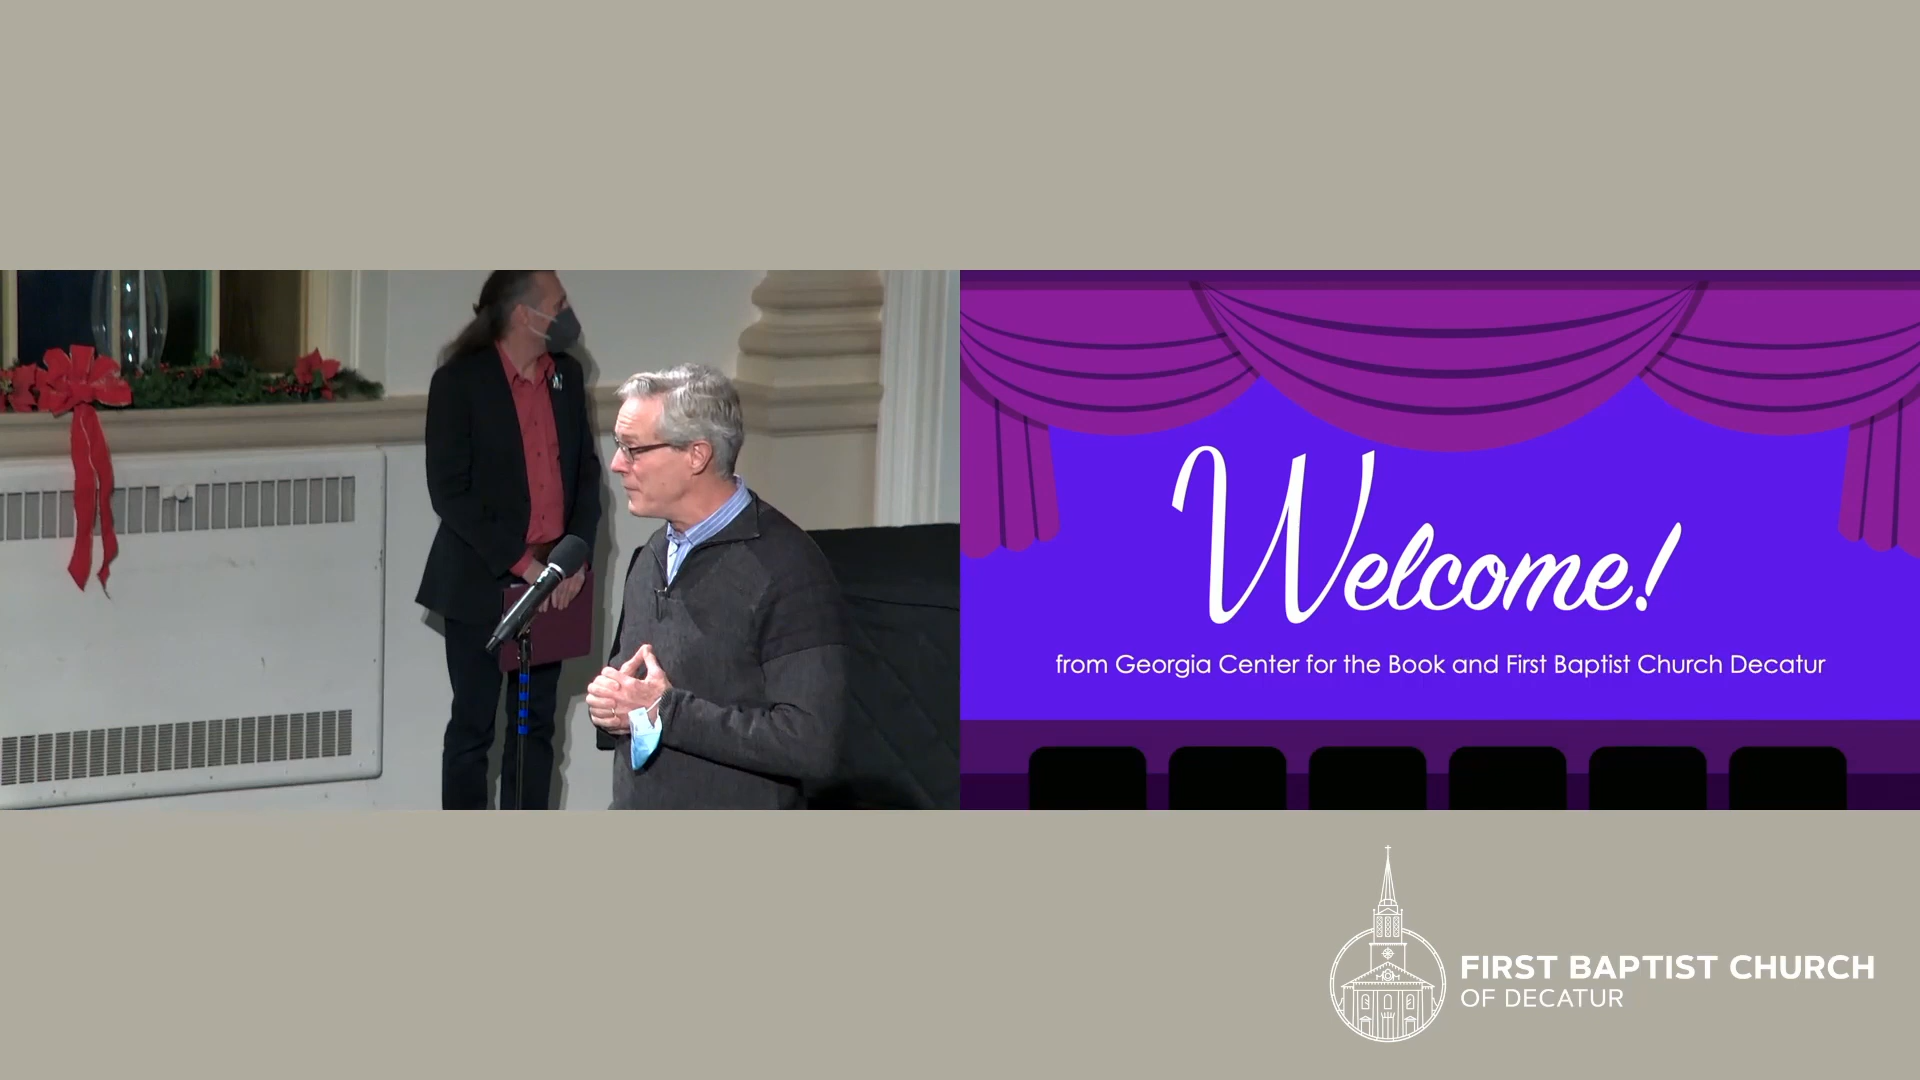 Welcome!
from Georgia Center for the Book and First Baptist Church Decatur
FIRST BAPTIST CHURCH
OF DECATUR